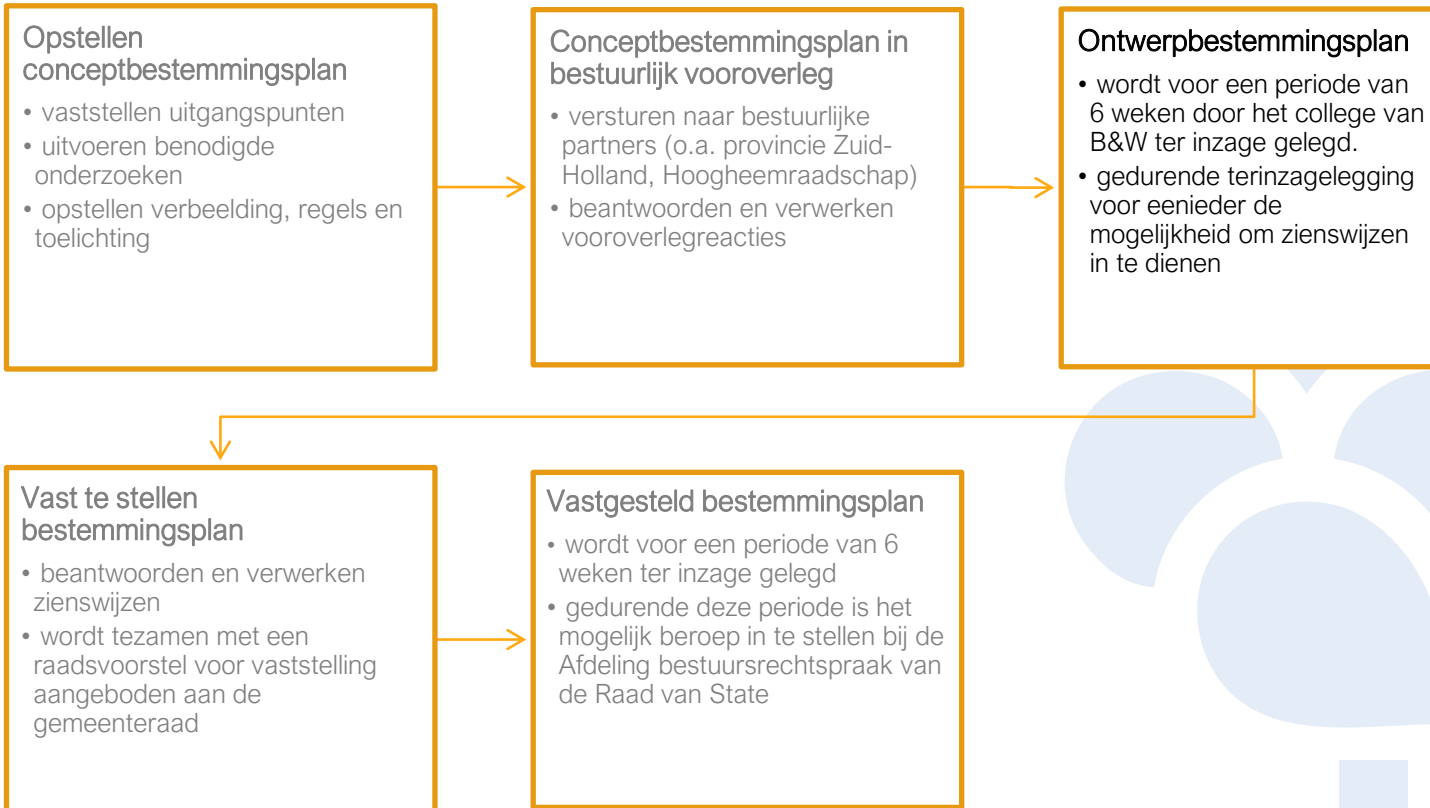 Opstellen
conceptbestemmingsplan
• vaststellen uitgangspunten
• uitvoeren benodigde
onderzoeken
• opstellen verbeelding, regels en
toelichting
Conceptbestemmingsplan in
bestuurlijk vooroverleg
• versturen naar bestuurlijke
partners (o.a. provincie Zuid-
Holland, Hoogheemraadschap)
• beantwoorden en verwerken
vooroverlegreacties
Ontwerpbestemmingsplan
• wordt voor een periode van
6 weken door het college van
B&W ter inzage gelegd.
• gedurende terinzagelegging
voor eenieder de
mogelijkheid om zienswijzen
in te dienen
Vast te stellen
bestemmingsplan
• beantwoorden en verwerken
zienswijzen
• wordt tezamen met een
raadsvoorstel voor vaststelling
aangeboden aan de
gemeenteraad
Vastgesteld bestemmingsplan
• wordt voor een periode van 6
weken ter inzage gelegd
• gedurende deze periode is het
mogelijk beroep in te stellen bij de
Afdeling bestuursrechtspraak van
de Raad van State